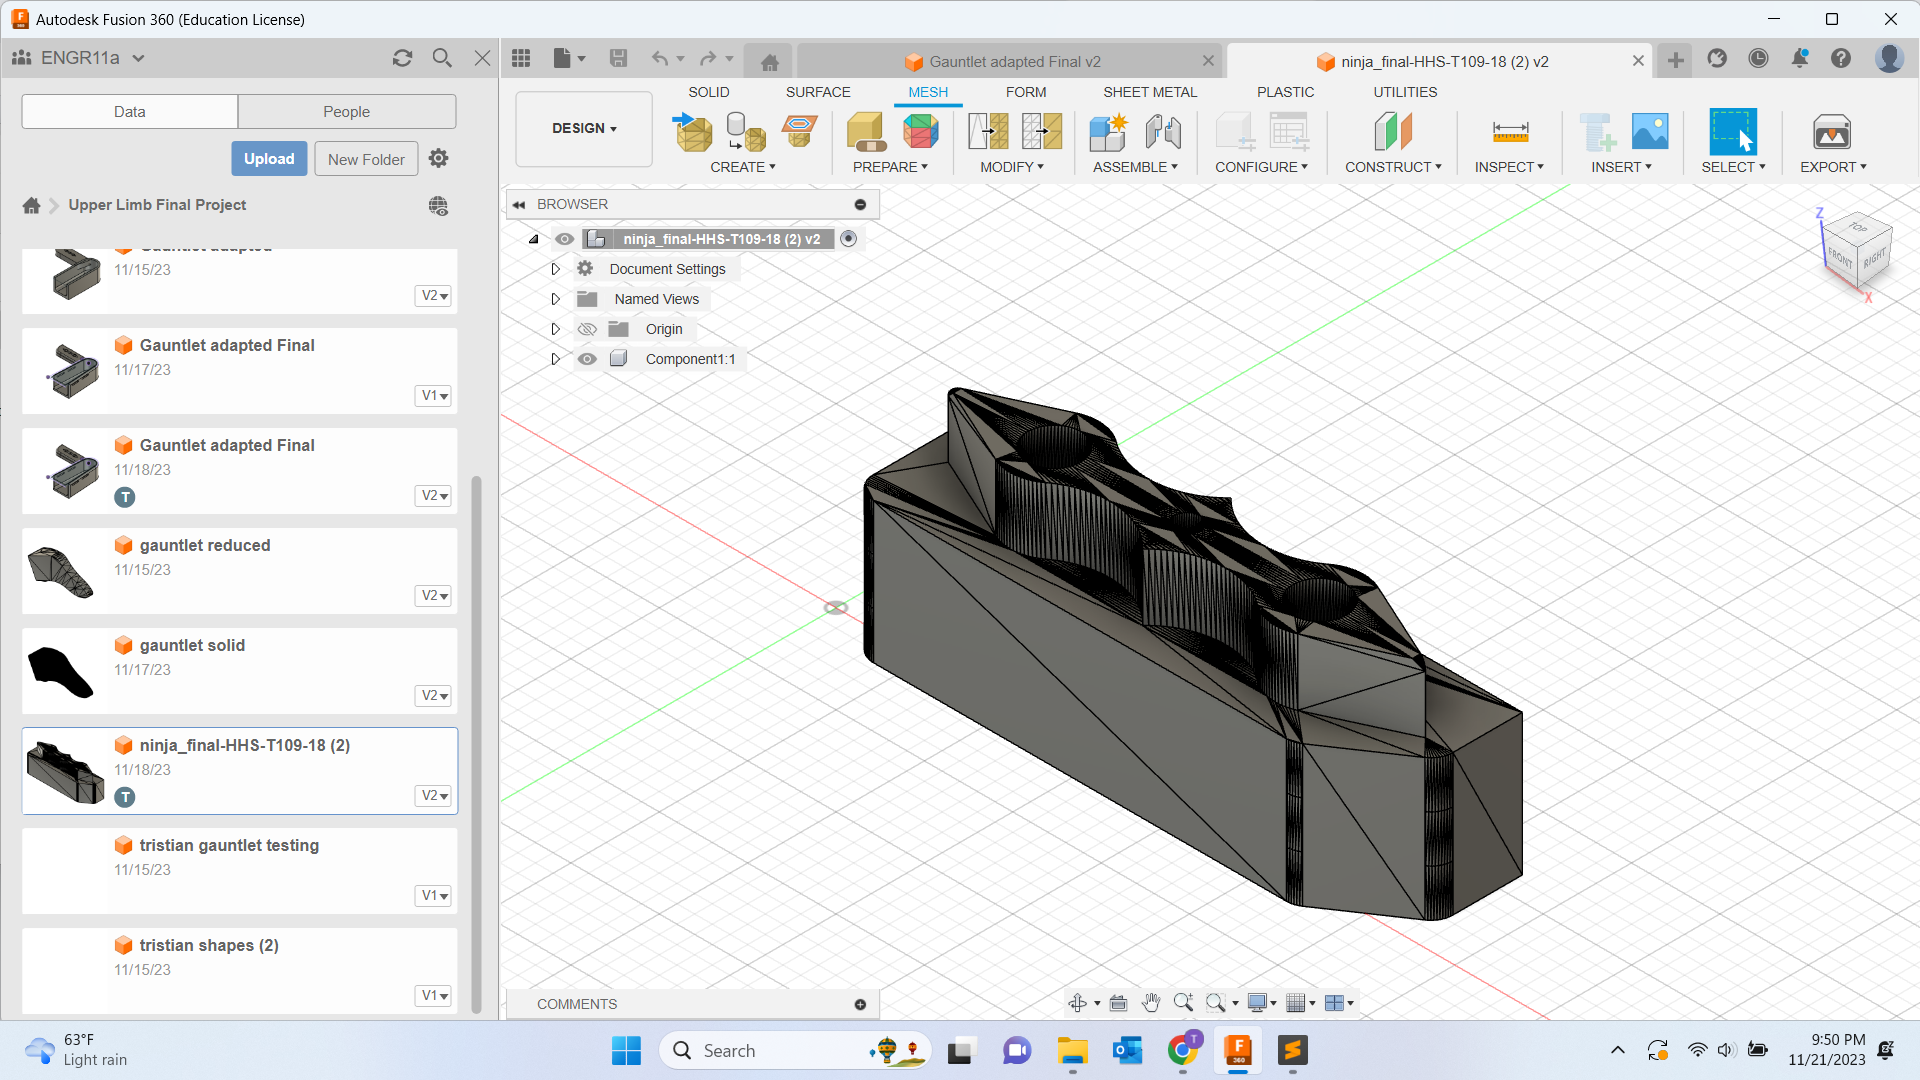 Autodesk Fusion 360 (Education License)
ENGR11a
Data
People
Upload
New Folder
Upper Limb Final Project
Gauntlet adapted
11/15/23
V2
Gauntlet adapted Final
11/17/23
V1
Gauntlet adapted Final
11/18/23
T
V2
gauntlet reduced
11/15/23
V2
gauntlet solid
11/17/23
V2
ninja_final-HHS-T109-18 (2)
11/18/23
T
V2
tristian gauntlet testing
11/15/23
V1
tristian shapes (2)
11/15/23
V1
Gauntlet adapted Final v2
ninja_final-HHS-T109-18 (2) v2
SOLID
SURFACE
MESH
FORM
SHEET METAL
PLASTIC
UTILITIES
DESIGN
CREATE
PREPARE
MODIFY
ASSEMBLE
CONFIGURE
CONSTRUCT
INSPECT
INSERT
SELECT
EXPORT
BROWSER
ninja_final-HHS-T109-18 (2) v2
Document Settings
Named Views
Origin
Component1:1
Z
TOP
FRONT
RIGHT
X
COMMENTS
63°F
Light rain
Search
T
F
360
9:50 PM
11/21/2023